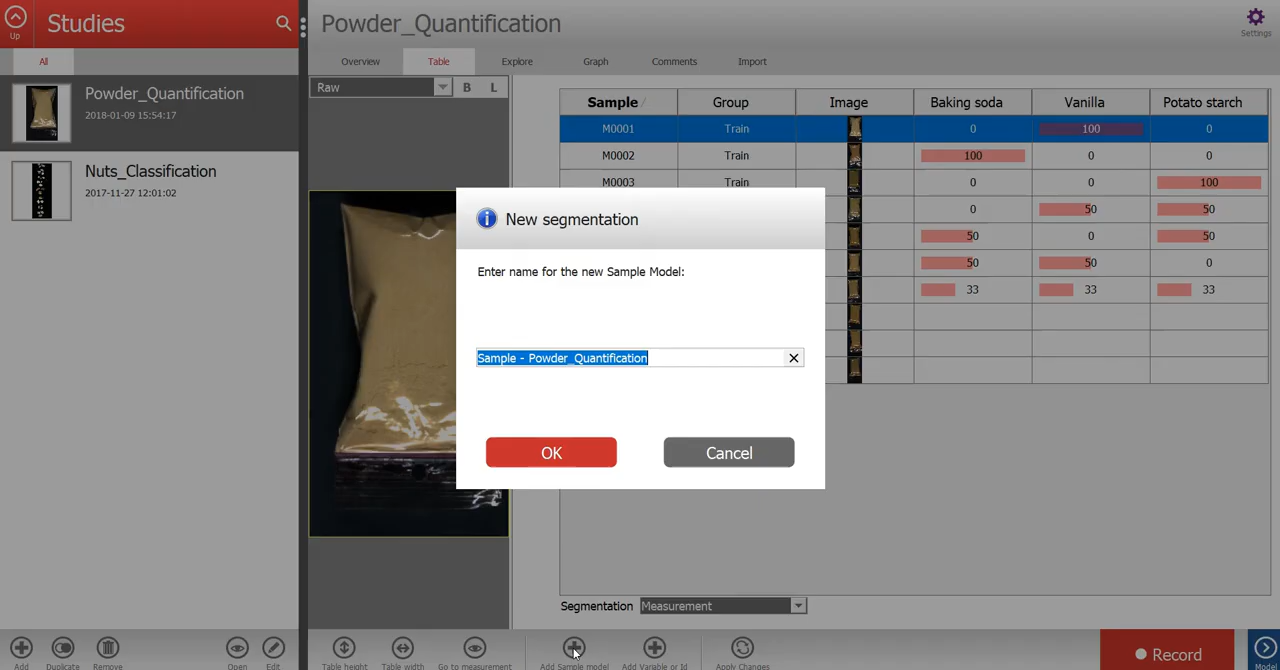 Up
Studies
All
Powder_Quantification
2018-01-09 15:54:17
Nuts_Classification
2017-11-27 12:01:02
Add
Duplicate
Remove
Open
Edit
Powder_Quantification
Settings
Overview
Table
Explore
Graph
Comments
Import
Raw
B
L
Sample Group Image Baking soda Vanilla Potato starch
M0001 Train 0 100 0
M0002 Train 100 0 0
M0003 Train 0 0 100
0 50 50
50 0 50
50 50 0
33 33 33
New segmentation
Enter name for the new Sample Model:
Sample - Powder_Quantification
OK
Cancel
Segmentation Measurement
Table height
Table width
Go to measurement
Add Sample model
Add Variable or Id
Apply Changes
Record
Model